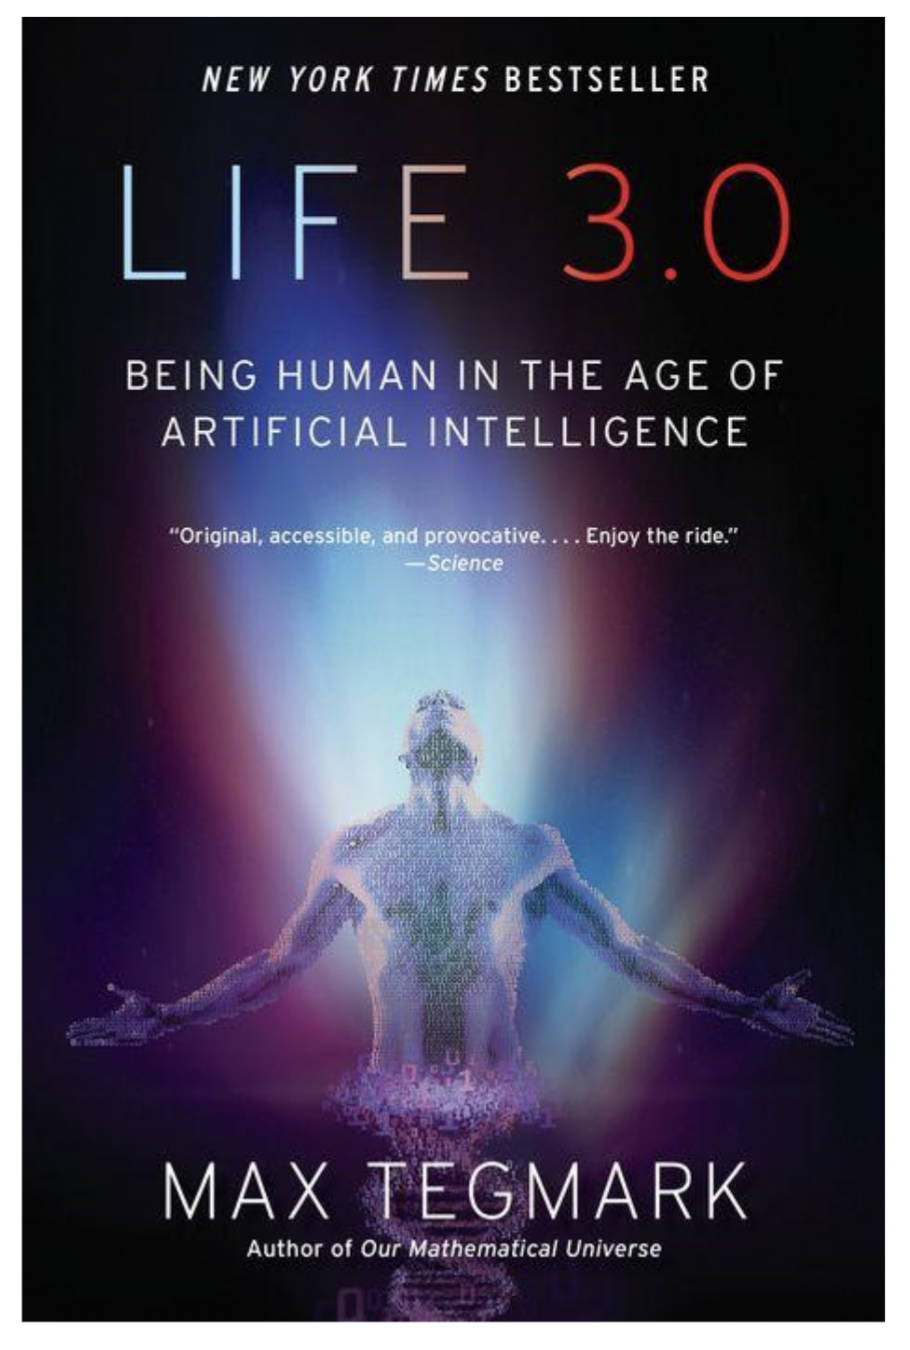 NEW YORK TIMES BESTSELLER
LIFE 3.0
BEING HUMAN IN THE AGE OF
ARTIFICIAL INTELLIGENCE
“Original, accessible, and provocative. . . . Enjoy the ride.”
—Science
MAX TEGMARK
Author of Our Mathematical Universe